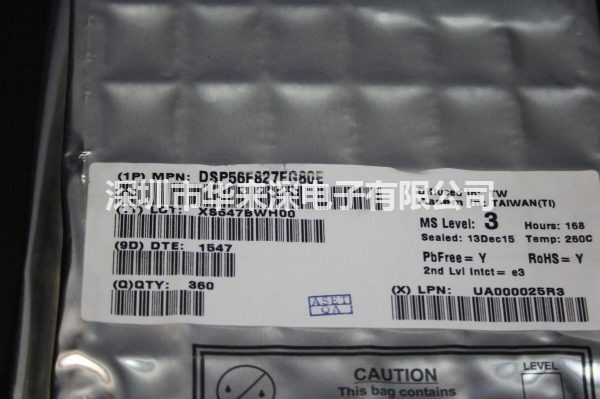 (1P) MPN: DSP56F827FG80E
深圳市华来深电子有限公司
LOT: XS6476WH00
(9D) DTE: 1547
(Q)QTY: 360
TW
TAIWAN(TI)
MS Level: 3 Hours: 168
Sealed: 13Dec15 Temp: 260C
PbFree= Y RoHS= Y
2nd Lvl Intct= e3
(X) LPN: UA000025R3
ASET
QA
CAUTION
This bag contains
LEVEL